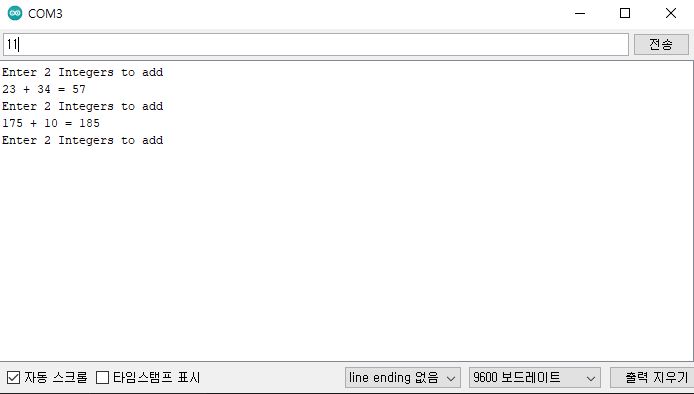 COM3
11
전송
Enter 2 Integers to add
23 + 34 = 57
Enter 2 Integers to add
175 + 10 = 185
Enter 2 Integers to add
자동 스크롤 타임스탬프 표시 line ending 없음 9600 보드레이트 출력 지우기